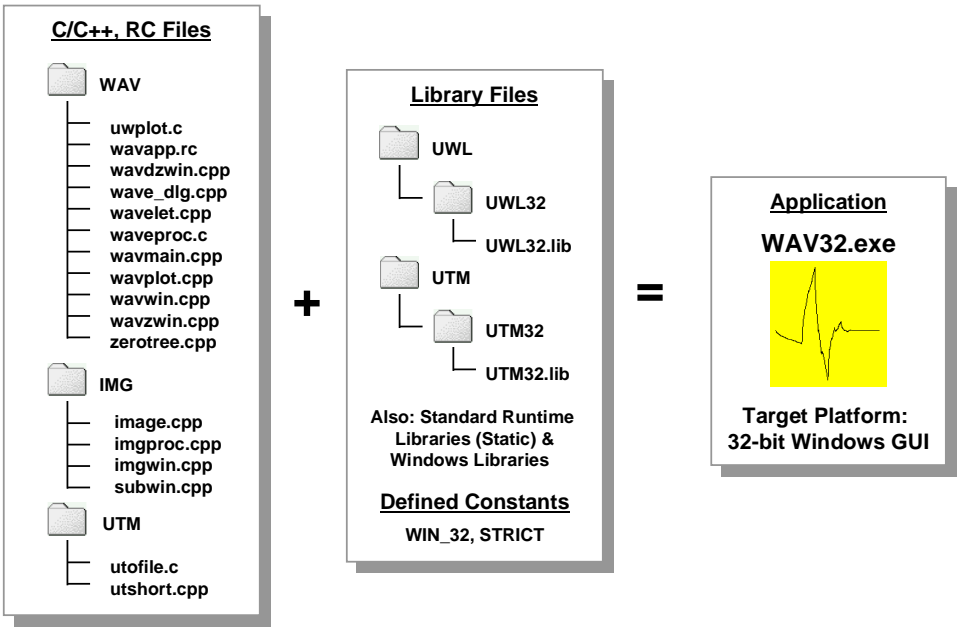 C/C++, RC Files
WAV
uwplot.c
wavapp.rc
wavdzwin.cpp
wave_dlg.cpp
wavelet.cpp
waveproc.c
wavmain.cpp
wavplot.cpp
wavwin.cpp
wavzwin.cpp
zerotree.cpp
IMG
image.cpp
imgproc.cpp
imgwin.cpp
subwin.cpp
UTM
utofile.c
utshort.cpp
+
Library Files
UWL
UWL32
UWL32.lib
UTM
UTM32
UTM32.lib
Also: Standard Runtime
Libraries (Static) &
Windows Libraries
Defined Constants
WIN_32, STRICT
=
Application
WAV32.exe
Target Platform:
32-bit Windows GUI